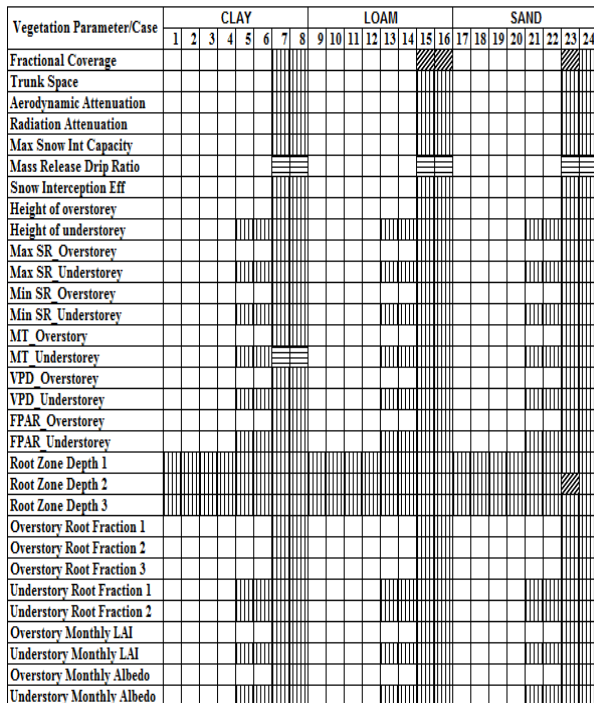 Vegetation Parameter/Case CLAY LOAM SAND
1 2 3 4 5 6 7 8 9 10 11 12 13 14 15 16 17 18 19 20 21 22 23 24
Fractional Coverage
Trunk Space
Aerodynamic Attenuation
Radiation Attenuation
Max Snow Int Capacity
Mass Release Drip Ratio
Snow Interception Eff
Height of overstorey
Height of understorey
Max SR_Overstorey
Max SR_Understorey
Min SR_Overstorey
Min SR_Understorey
MT_Overstory
MT_Understorey
VPD_Overstorey
VPD_Understorey
FPAR_Overstorey
FPAR_Understorey
Root Zone Depth 1
Root Zone Depth 2
Root Zone Depth 3
Overstory Root Fraction 1
Overstory Root Fraction 2
Overstory Root Fraction 3
Understory Root Fraction 1
Understory Root Fraction 2
Overstory Monthly LAI
Understory Monthly LAI
Overstory Monthly Albedo
Understory Monthly Albedo